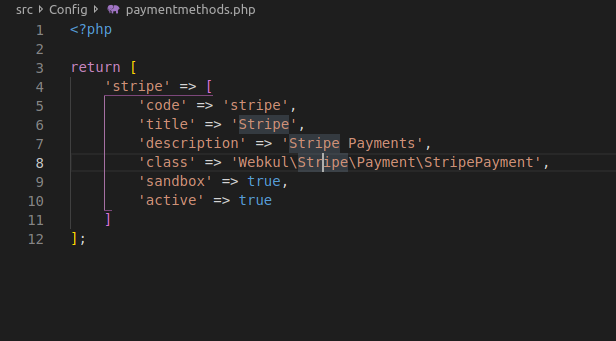 src > Config > paymentmethods.php
1 <?php
2
3 return [
4     'stripe' => [
5         'code' => 'stripe',
6         'title' => 'Stripe',
7         'description' => 'Stripe Payments',
8         'class' => 'Webkul\Stripe\Payment\StripePayment',
9         'sandbox' => true,
10         'active' => true
11     ]
12 ];